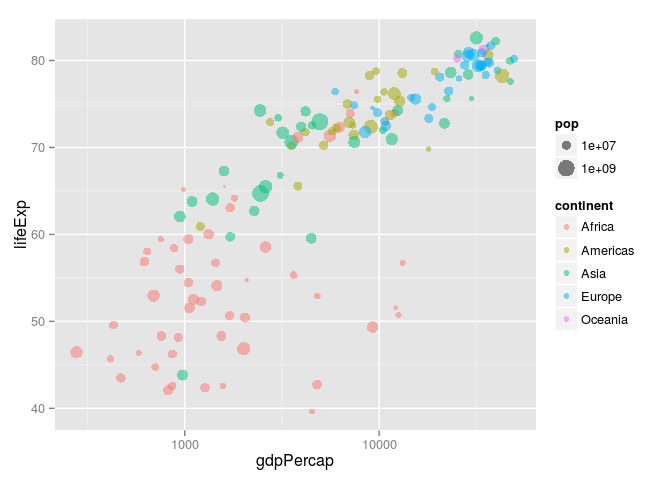 80
70
60
50
40
lifeExp
1000
10000
gdpPercap
pop
1e+07
1e+09
continent
Africa
Americas
Asia
Europe
Oceania